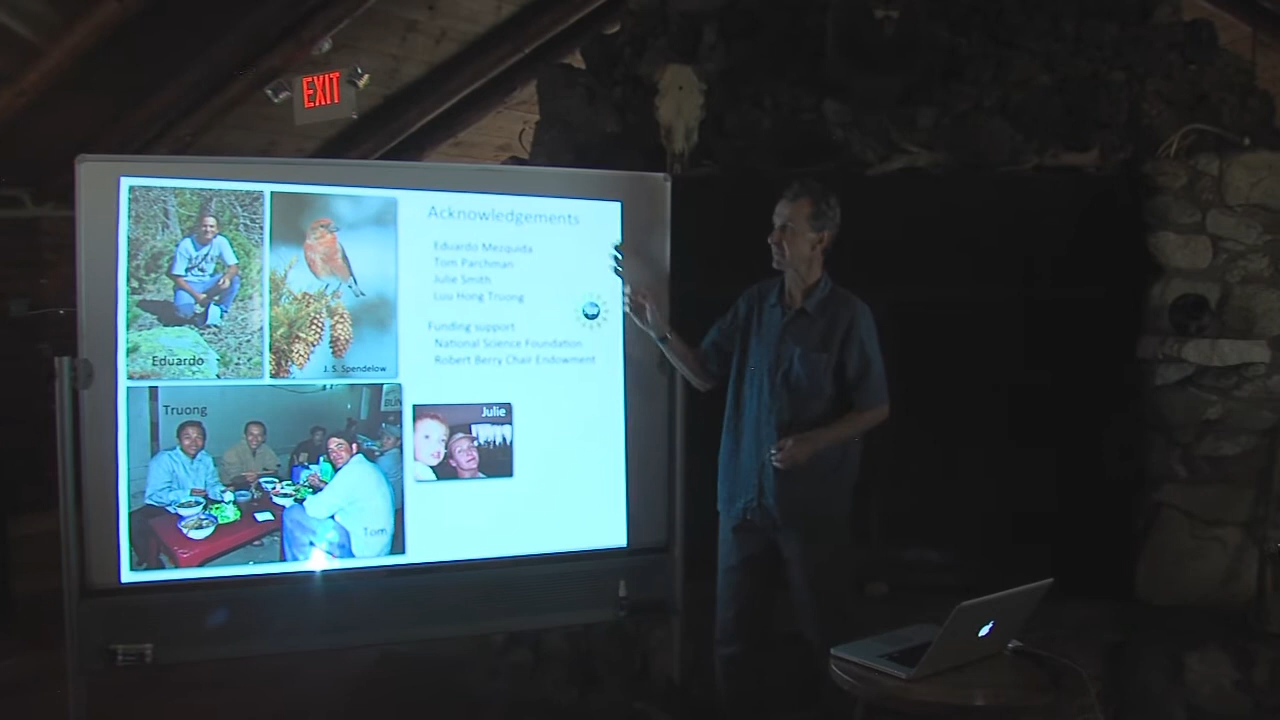 EXIT
Acknowledgements
Eduardo Mezquida
Tom Parchman
Julie Smith
Luu Hong Truong
Funding support
National Science Foundation
Robert Berry Chair Endowment
Eduardo
J. S. Spendelow
Truong
Julie
Tom